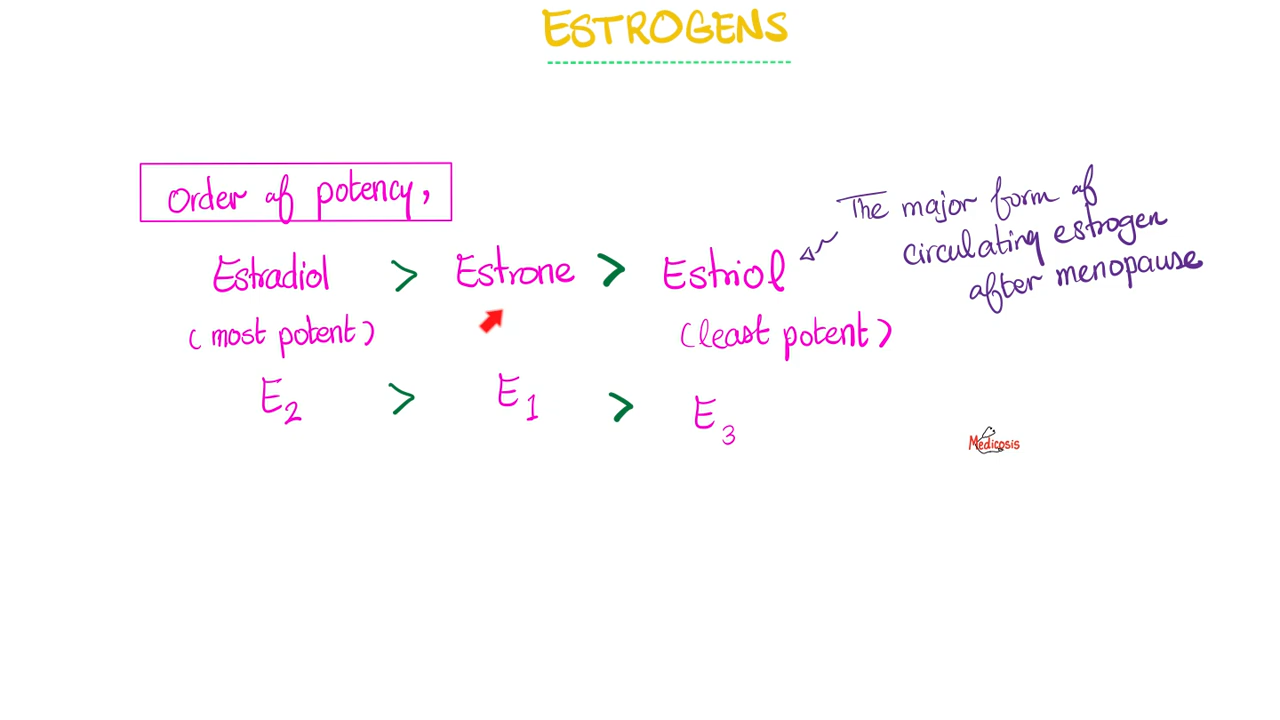 ESTROGENS
Order of potency,
Estradiol > Estrone > Estriol
(most potent) (least potent)
E2 > E1 > E3
The major form of
circulating estrogen
after menopause
Medicosis